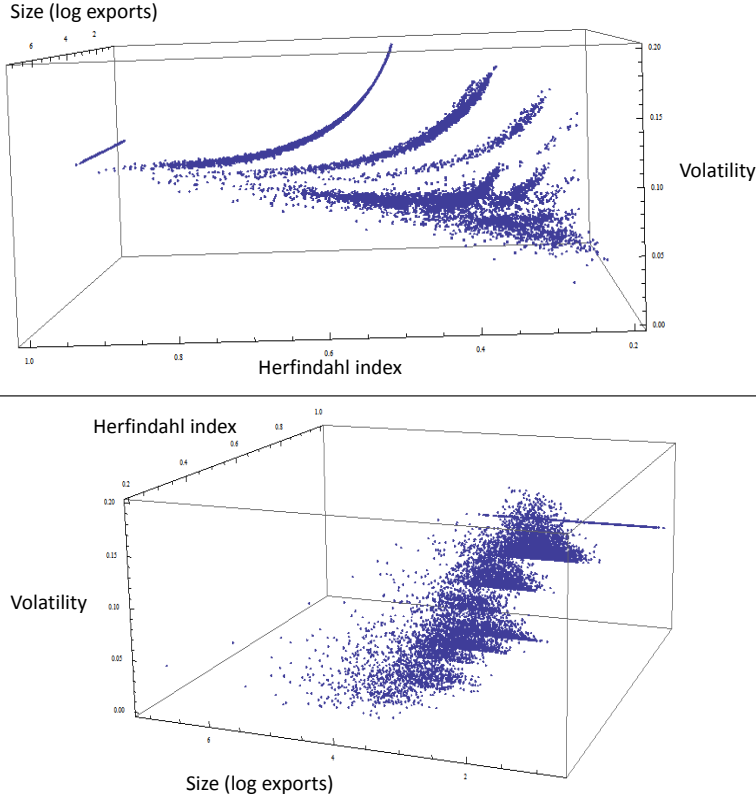 Size (log exports)
6 4 2
0.20
0.15
Volatility
0.10
0.05
0.00
1.0 0.8 0.6 0.4 0.2
Herfindahl index
1.0
Herfindahl index
0.8
0.6
0.4
0.2
0.20
0.15
Volatility
0.10
0.05
0.00
6 4 2
Size (log exports)